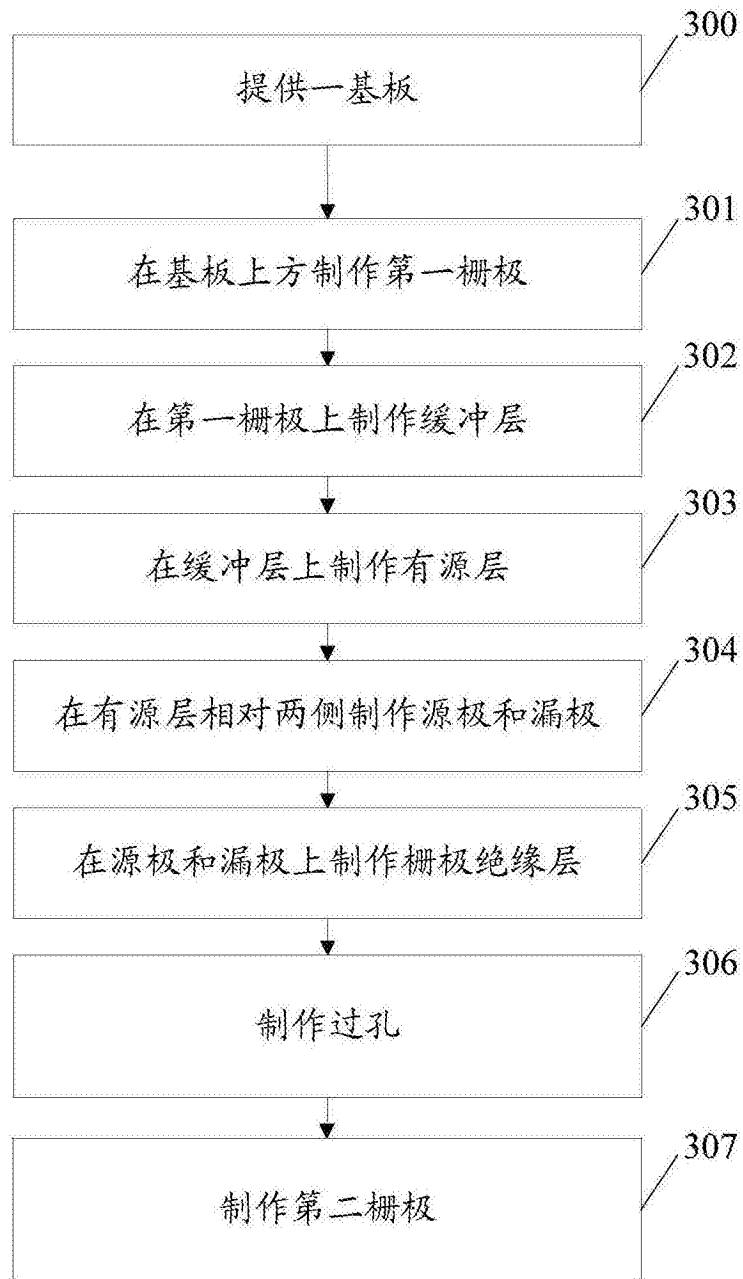 300
提供一基板
301
在基板上方制作第一栅极
302
在第一栅极上制作缓冲层
303
在缓冲层上制作有源层
304
在有源层相对两侧制作源极和漏极
305
在源极和漏极上制作栅极绝缘层
306
制作过孔
307
制作第二栅极